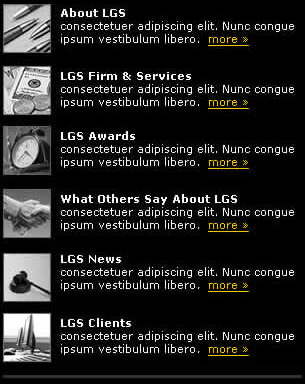 About LGS
consectetuer adipiscing elit. Nunc congue
ipsum vestibulum libero. more »
LGS Firm & Services
consectetuer adipiscing elit. Nunc congue
ipsum vestibulum libero. more »
LGS Awards
consectetuer adipiscing elit. Nunc congue
ipsum vestibulum libero. more »
What Others Say About LGS
consectetuer adipiscing elit. Nunc congue
ipsum vestibulum libero. more »
LGS News
consectetuer adipiscing elit. Nunc congue
ipsum vestibulum libero. more »
LGS Clients
consectetuer adipiscing elit. Nunc congue
ipsum vestibulum libero. more »